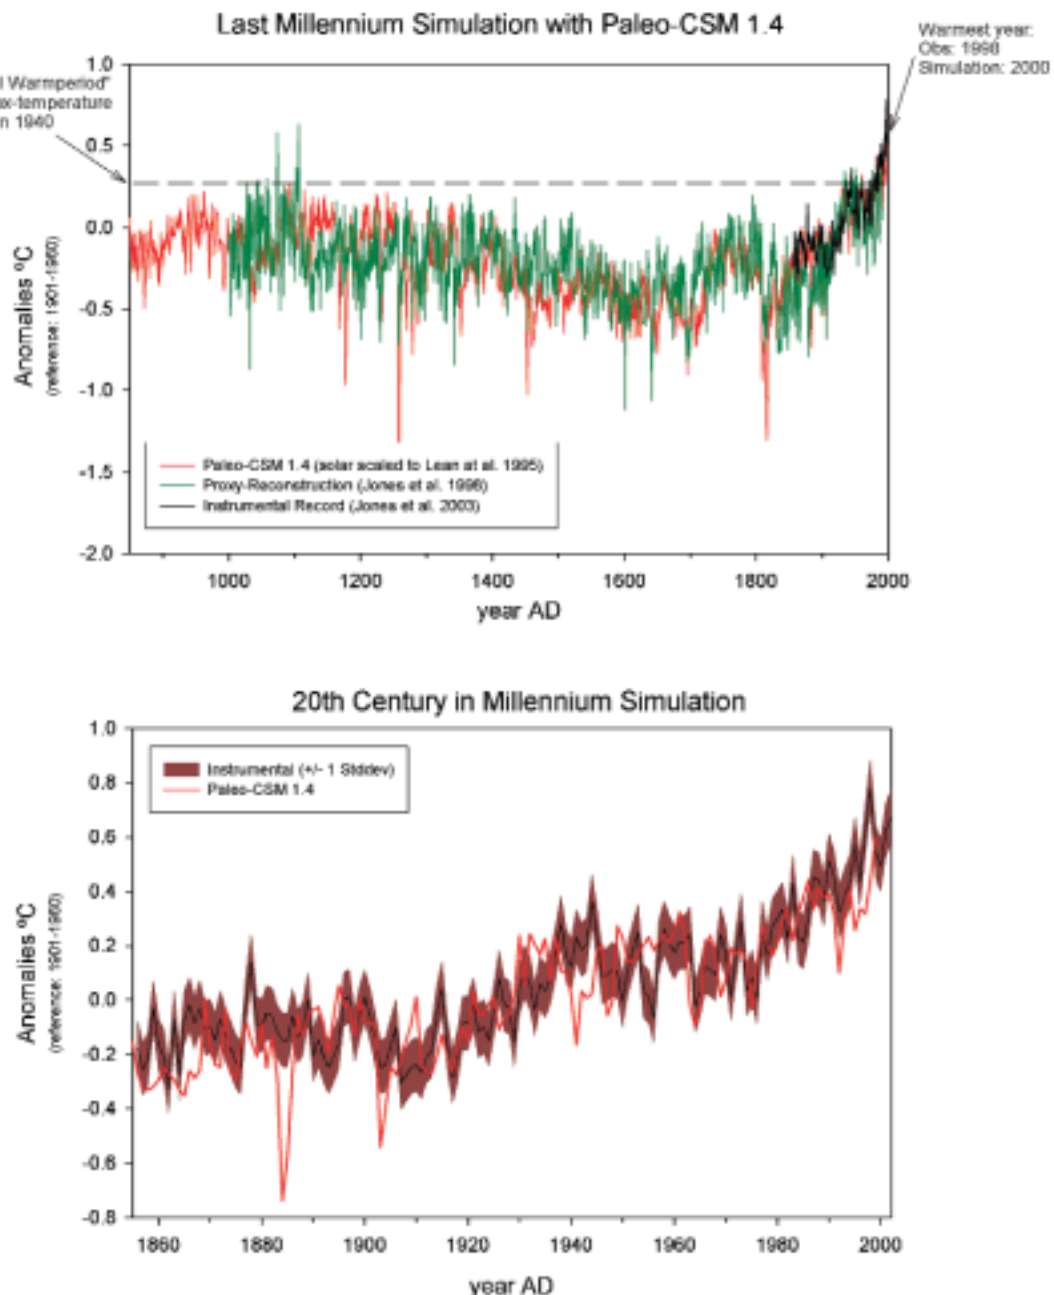 Last Millennium Simulation with Paleo-CSM 1.4
Warmest year:
Obs: 1998
Simulation: 2000
l Warmperiod"
ax-temperature
n 1940
1.0
0.5
0.0
-0.5
-1.0
-1.5
-2.0
Anomalies ºC
(reference: 1901-1960)
Paleo-CSM 1.4 (solar scaled to Lean at al. 1995)
Proxy-Reconstruction (Jones et al. 1998)
Instrumental Record (Jones et al. 2003)
1000 1200 1400 1600 1800 2000
year AD
20th Century in Millennium Simulation
1.0
0.8
0.6
0.4
0.2
0.0
-0.2
-0.4
-0.6
-0.8
Anomalies ºC
(reference: 1901-1960)
Instrumental (+/- 1 Stddev)
Paleo-CSM 1.4
1860 1880 1900 1920 1940 1960 1980 2000
year AD